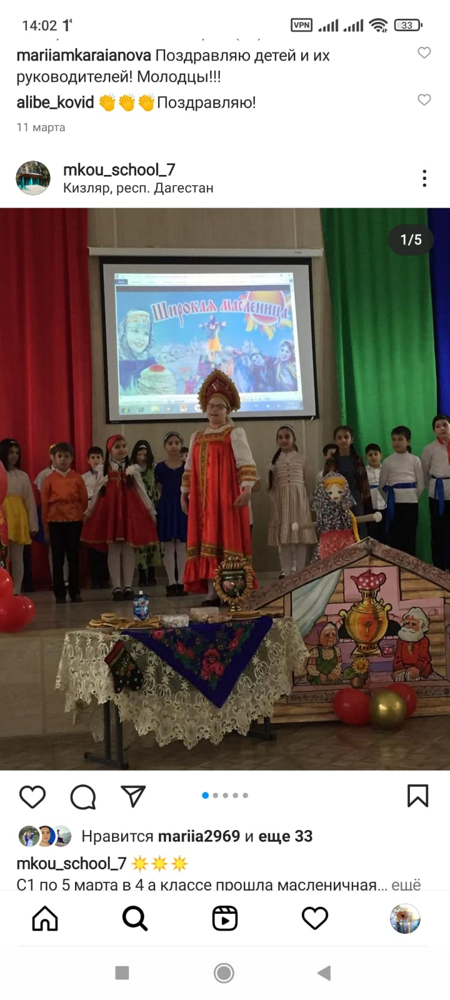 14:02
VPN
33
mariiamkaraianova Поздравляю детей и их
руководителей! Молодцы!!!
alibe_kovid 👏👏👏Поздравляю!
11 марта
mkou_school_7
Кизляр, респ. Дагестан
1/5
Широкая масленица
Нравится mariia2969 и еще 33
mkou_school_7 ☀️☀️☀️
С1 по 5 марта в 4 а классе прошла масленичная... ещё